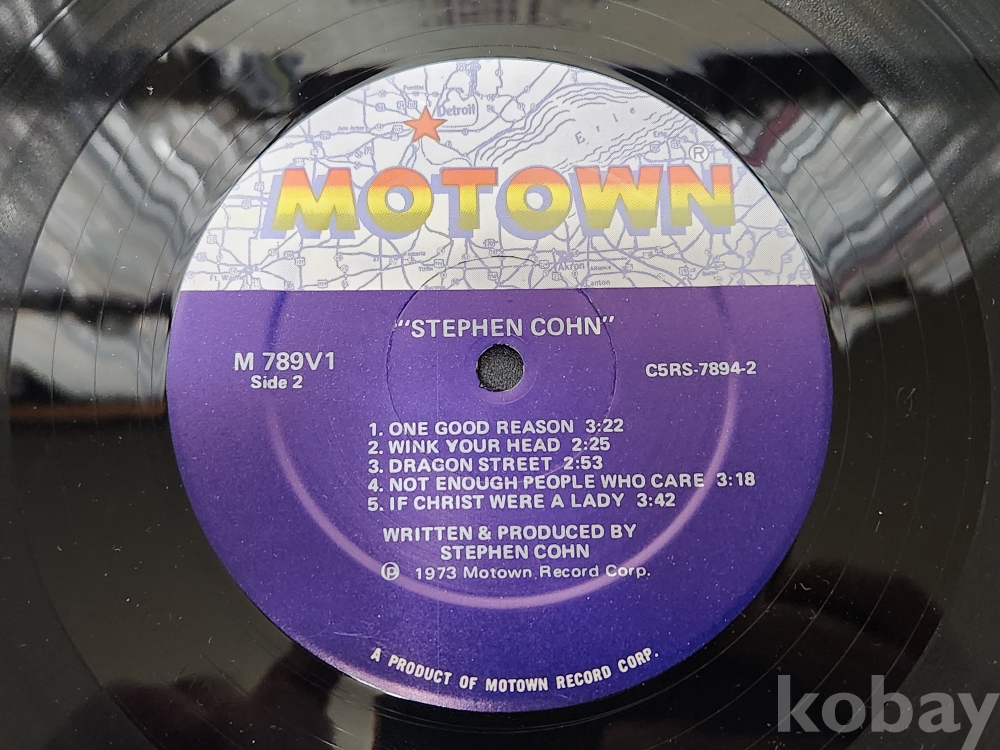 Detroit
Erie
MOTOWN®
Akron
Canton
"STEPHEN COHN"
M 789V1
Side 2
C5RS-7894-2
1. ONE GOOD REASON 3:22
2. WINK YOUR HEAD 2:25
3. DRAGON STREET 2:53
4. NOT ENOUGH PEOPLE WHO CARE 3:18
5. IF CHRIST WERE A LADY 3:42
WRITTEN & PRODUCED BY
STEPHEN COHN
℗ 1973 Motown Record Corp.
A PRODUCT OF MOTOWN RECORD CORP.
kobay